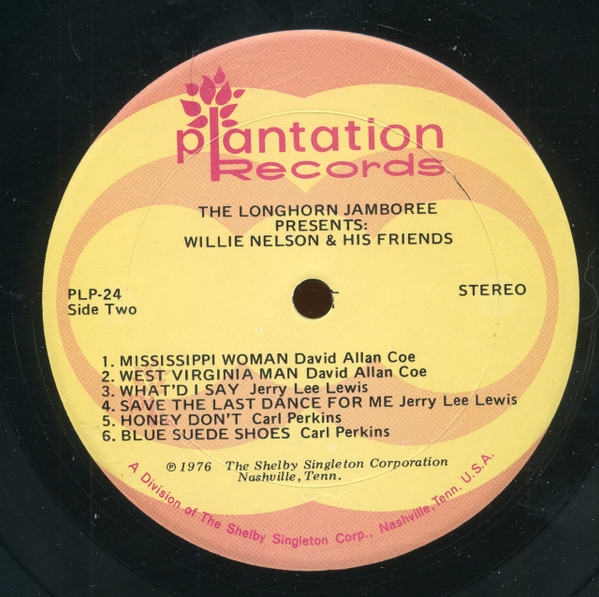 plantation
Records
THE LONGHORN JAMBOREE
PRESENTS:
WILLIE NELSON & HIS FRIENDS
PLP-24
Side Two
STEREO
1. MISSISSIPPI WOMAN David Allan Coe
2. WEST VIRGINIA MAN David Allan Coe
3. WHAT'D I SAY Jerry Lee Lewis
4. SAVE THE LAST DANCE FOR ME Jerry Lee Lewis
5. HONEY DON'T Carl Perkins
6. BLUE SUEDE SHOES Carl Perkins
℗ 1976 The Shelby Singleton Corporation
Nashville, Tenn.
A Division of The Shelby Singleton Corp., Nashville, Tenn. U.S.A.